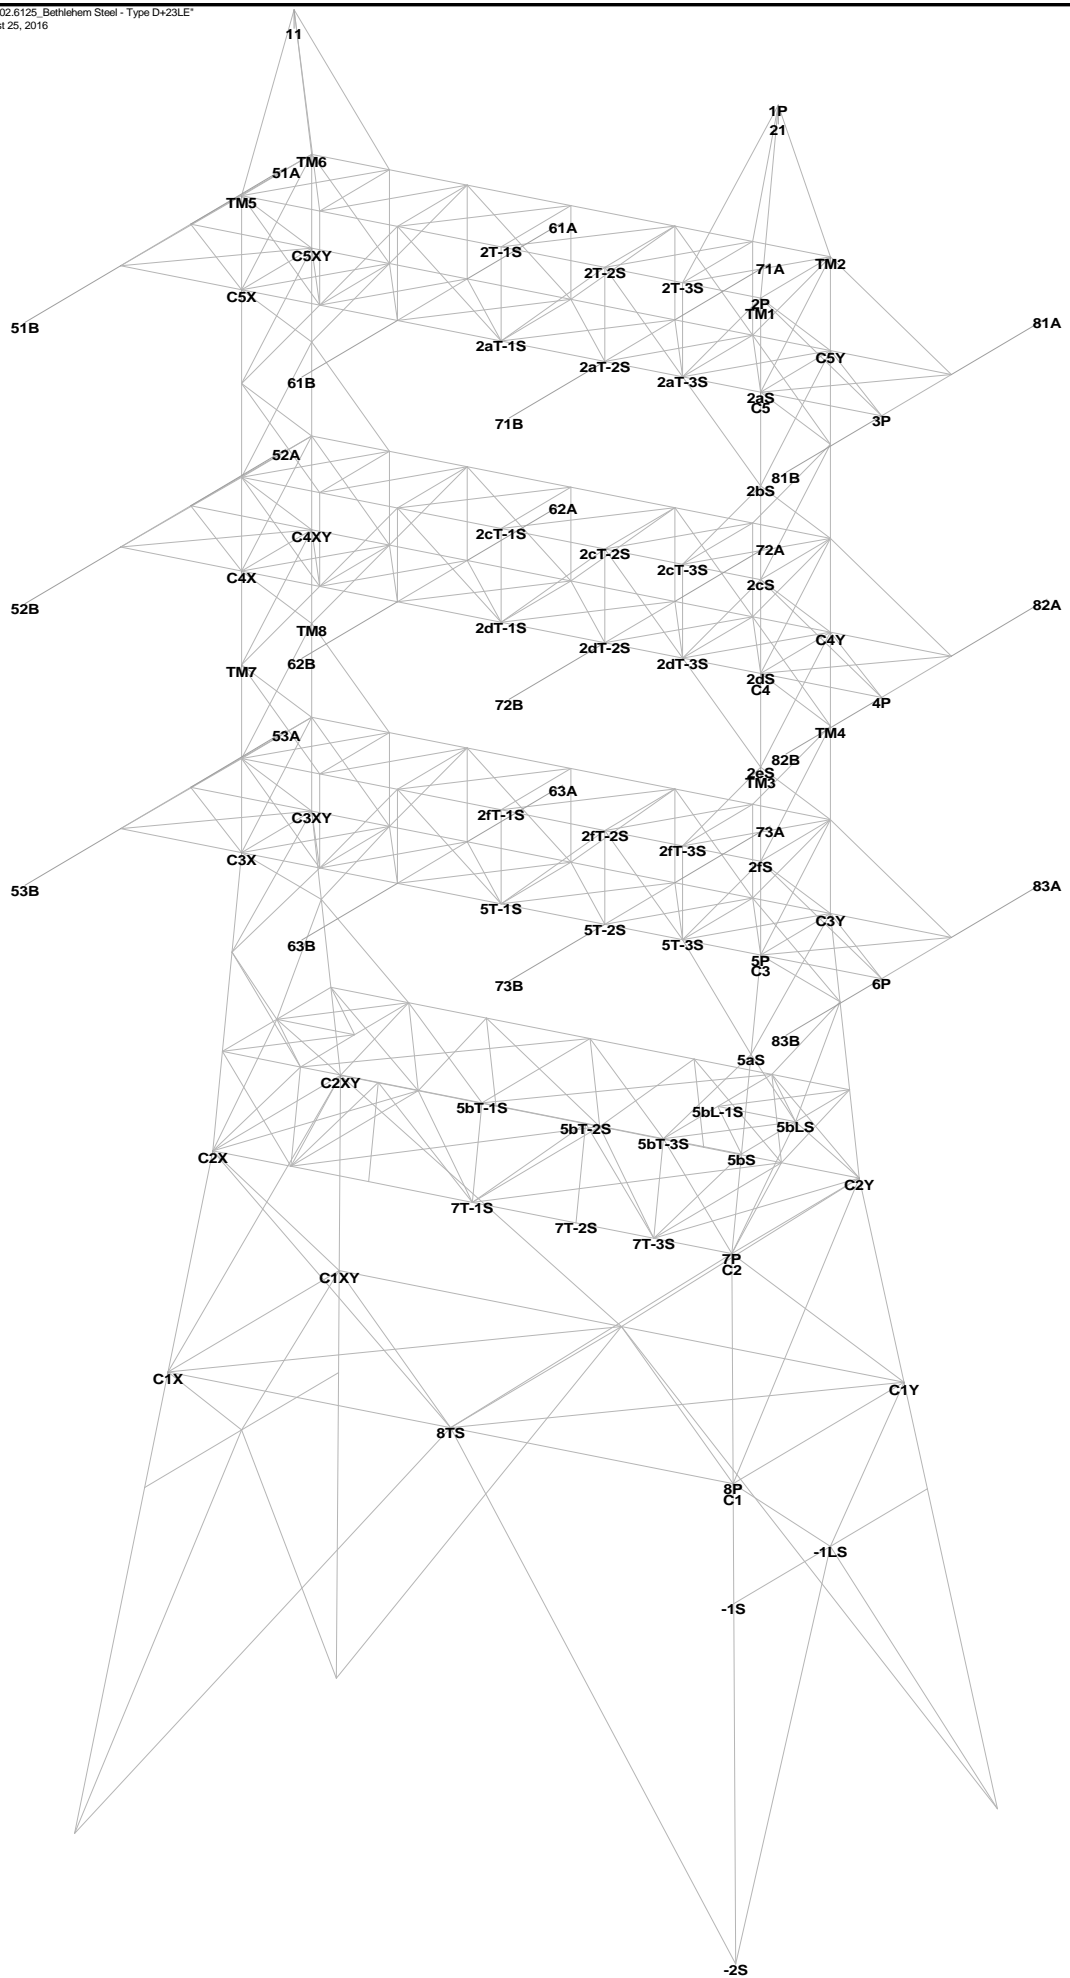 02.6125_Bethlehem Steel - Type D+23LE"
st 25, 2016
11
1P
21
TM6
51A
TM5
61A
C5XY
2T-1S
TM2
71A
2T-2S
2T-3S
C5X
2P
TM1
51B
81A
2aT-1S
C5Y
2aT-2S
61B
2aT-3S
2aS
C5
71B
3P
52A
81B
2bS
62A
C4XY
2cT-1S
72A
2cT-2S
2cT-3S
C4X
2cS
52B
82A
2dT-1S
TM8
C4Y
2dT-2S
62B
2dT-3S
TM7
2dS
C4
72B
4P
53A
TM4
82B
2eS
TM3
63A
C3XY
2fT-1S
73A
2fT-2S
2fT-3S
C3X
2fS
53B
83A
5T-1S
C3Y
5T-2S
63B
5T-3S
5P
C3
73B
6P
83B
5aS
C2XY
5bT-1S
5bL-1S
5bT-2S
5bLS
5bT-3S
C2X
5bS
C2Y
7T-1S
7T-2S
7T-3S
7P
C2
C1XY
C1X
C1Y
8TS
8P
C1
-1LS
-1S
-2S